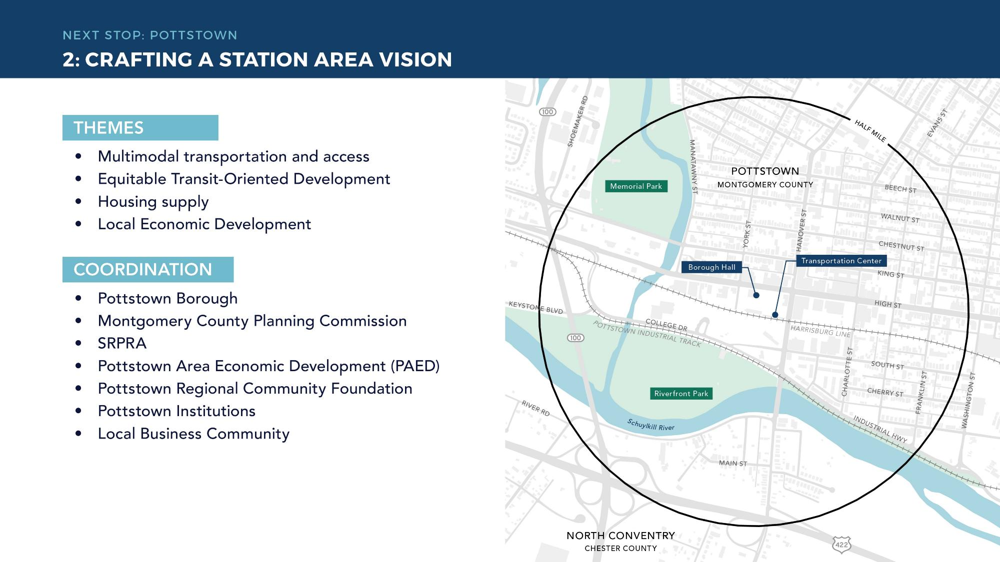 NEXT STOP: POTTSTOWN
2: CRAFTING A STATION AREA VISION
THEMES
• Multimodal transportation and access
• Equitable Transit-Oriented Development
• Housing supply
• Local Economic Development
COORDINATION
• Pottstown Borough
• Montgomery County Planning Commission
• SRPRA
• Pottstown Area Economic Development (PAED)
• Pottstown Regional Community Foundation
• Pottstown Institutions
• Local Business Community
100
SHOEMAKER RD
HALF MILE
EVANS ST
MANATAWNY ST
POTTSTOWN
MONTGOMERY COUNTY
Memorial Park
BEECH ST
WALNUT ST
YORK ST
HANOVER ST
CHESTNUT ST
Transportation Center
Borough Hall
KING ST
HIGH ST
KEYSTONE BLVD
COLLEGE DR
POTTSTOWN INDUSTRIAL TRACK
HARRISBURG LINE
100
CHARLOTTE ST
SOUTH ST
CHERRY ST
FRANKLIN ST
WASHINGTON ST
Riverfront Park
RIVER RD
Schuylkill River
INDUSTRIAL HWY
MAIN ST
NORTH CONVENTRY
CHESTER COUNTY
422